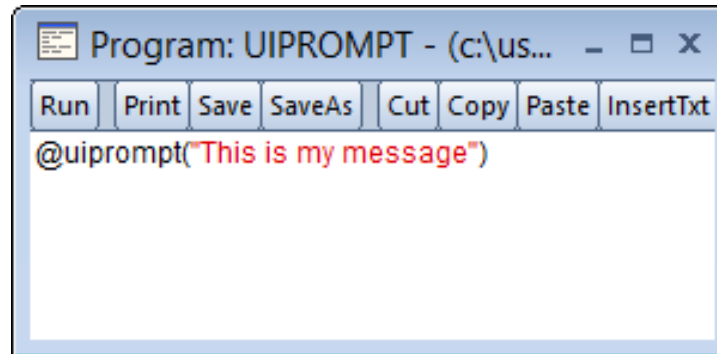 Program: UIPROMPT - (c:\us...
Run Print Save SaveAs Cut Copy Paste InsertTxt
@uiprompt("This is my message")